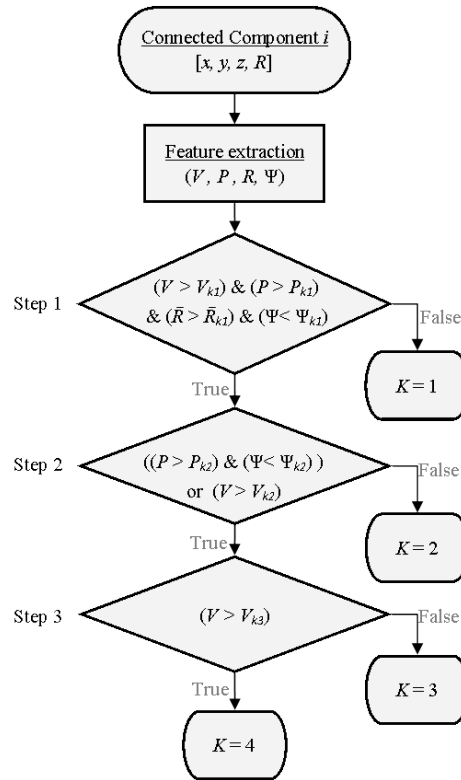 Connected Component i
[x, y, z, R]
Feature extraction
(V, P, R, Ψ)
Step 1
(V > Vk1) & (P > Pk1)
& (R̄ > R̄k1) & (Ψ< Ψk1)
False
K = 1
True
Step 2
((P > Pk2) & (Ψ< Ψk2) )
or (V > Vk2)
False
K = 2
True
Step 3
(V > Vk3)
False
K = 3
True
K = 4